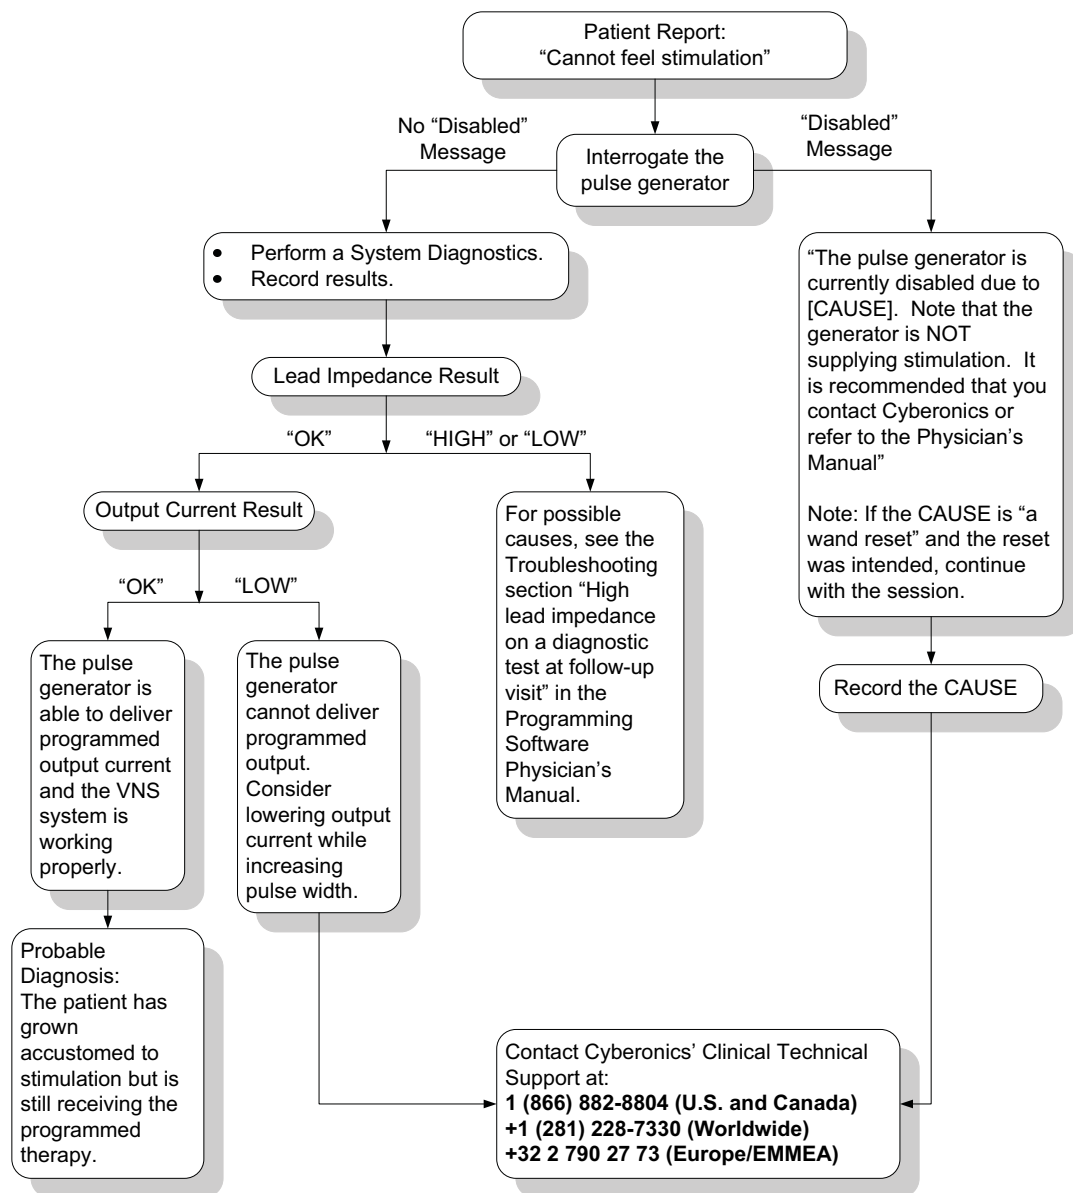 Patient Report:
“Cannot feel stimulation”
No “Disabled”
Message
“Disabled”
Message
Interrogate the
pulse generator
• Perform a System Diagnostics.
• Record results.
“The pulse generator is
currently disabled due to
[CAUSE].  Note that the
generator is NOT
supplying stimulation.  It
is recommended that you
contact Cyberonics or
refer to the Physician’s
Manual”
Note: If the CAUSE is “a
wand reset” and the reset
was intended, continue
with the session.
Lead Impedance Result
“OK”
“HIGH” or “LOW”
Output Current Result
For possible
causes, see the
Troubleshooting
section “High
lead impedance
on a diagnostic
test at follow-up
visit” in the
Programming
Software
Physician’s
Manual.
“OK”
“LOW”
The pulse
generator is
able to deliver
programmed
output current
and the VNS
system is
working
properly.
The pulse
generator
cannot deliver
programmed
output.
Consider
lowering output
current while
increasing
pulse width.
Record the CAUSE
Probable
Diagnosis:
The patient has
grown
accustomed to
stimulation but is
still receiving the
programmed
therapy.
Contact Cyberonics’ Clinical Technical
Support at:
1 (866) 882-8804 (U.S. and Canada)
+1 (281) 228-7330 (Worldwide)
+32 2 790 27 73 (Europe/EMMEA)